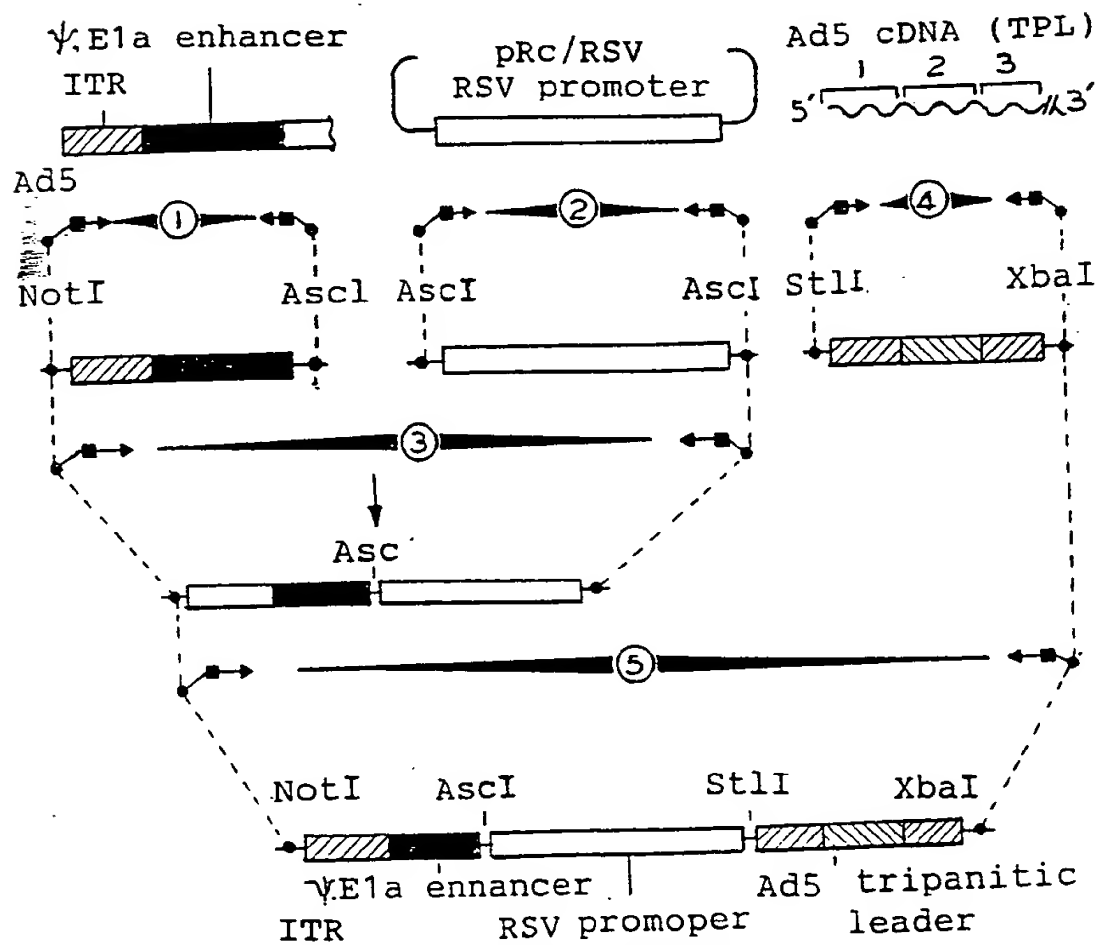 ψ, E1a enhancer
ITR
pRc/RSV
RSV promoter
Ad5 cDNA (TPL)
1 2 3
5′ 3′
Ad5
1
2
4
NotI
Ascl
AscI
AscI
StlI
XbaI
3
Asc
5
NotI
AscI
StlI
XbaI
ψ.E1a ennancer
ITR
RSV promoper
Ad5 tripanitic
leader